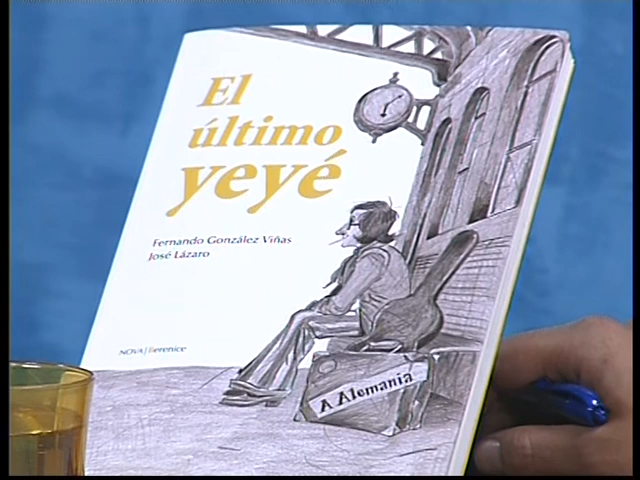 El
último
yeyé
Fernando González Viñas
José Lázaro
NOVA|Berenice
A Alemania